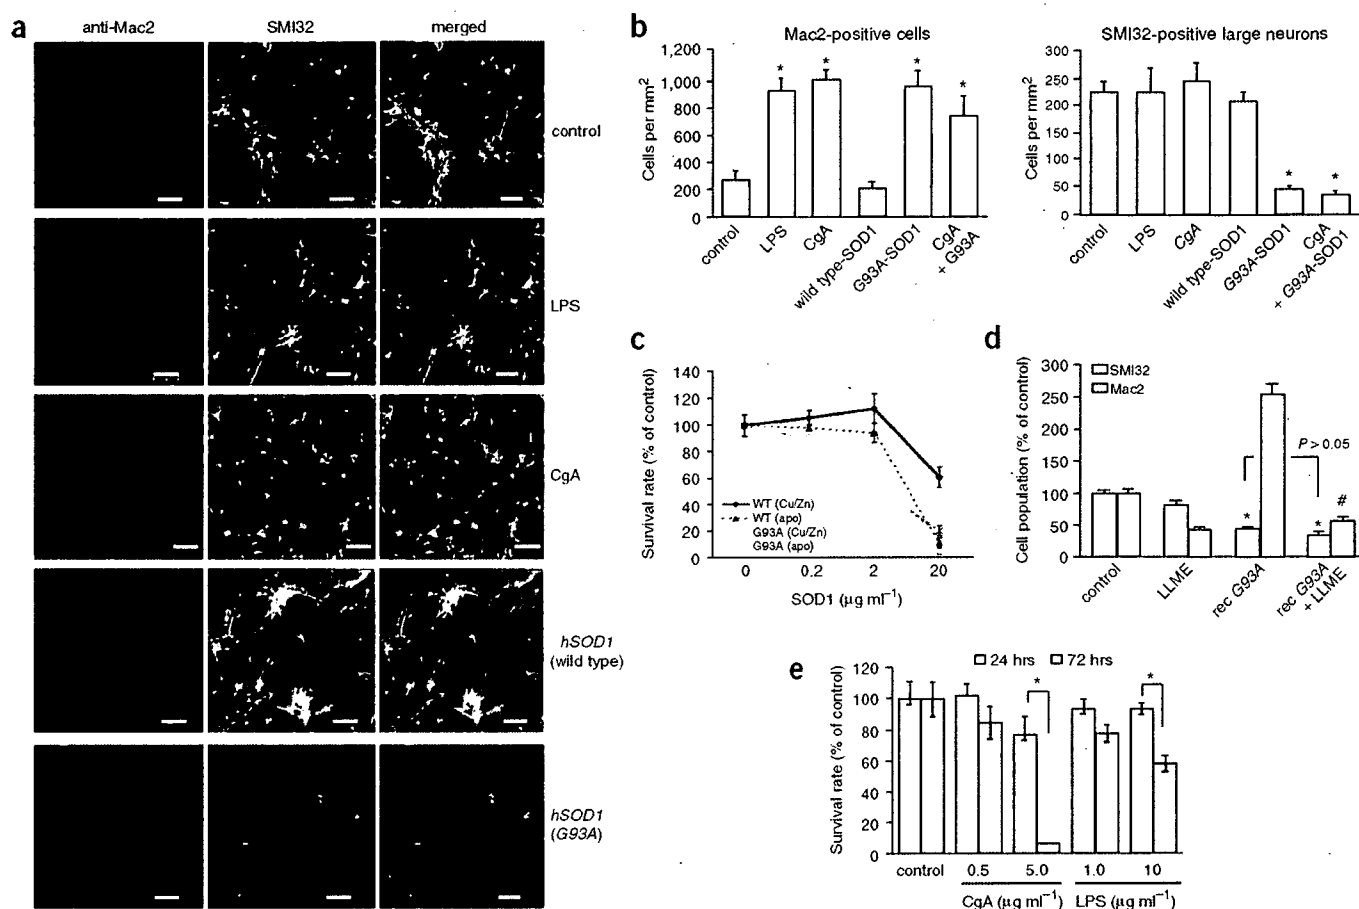 a
anti-Mac2 SMI32 merged
control
LPS
CgA
hSOD1
(wild type)
hSOD1
(G93A)
b
Mac2-positive cells
Cells per mm2
1,200
1,000
800
600
400
200
0
control
LPS
CgA
wild type-SOD1
G93A-SOD1
CgA
+ G93A
* * * *
SMI32-positive large neurons
Cells per mm2
300
250
200
150
100
50
0
control
LPS
CgA
wild type-SOD1
G93A-SOD1
CgA
+ G93A-SOD1
* *
c
Survival rate (% of control)
140
120
100
80
60
40
20
0
WT (Cu/Zn)
WT (apo)
G93A (Cu/Zn)
G93A (apo)
0 0.2 2 20
SOD1 (µg ml−1)
d
Cell population (% of control)
300
250
200
150
100
50
0
SMI32
Mac2
P > 0.05
* * #
control
LLME
rec G93A
rec G93A
+ LLME
e
24 hrs 72 hrs
Survival rate (% of control)
120
100
80
60
40
20
0
* *
control 0.5 5.0 1.0 10
CgA (µg ml−1) LPS (µg ml−1)